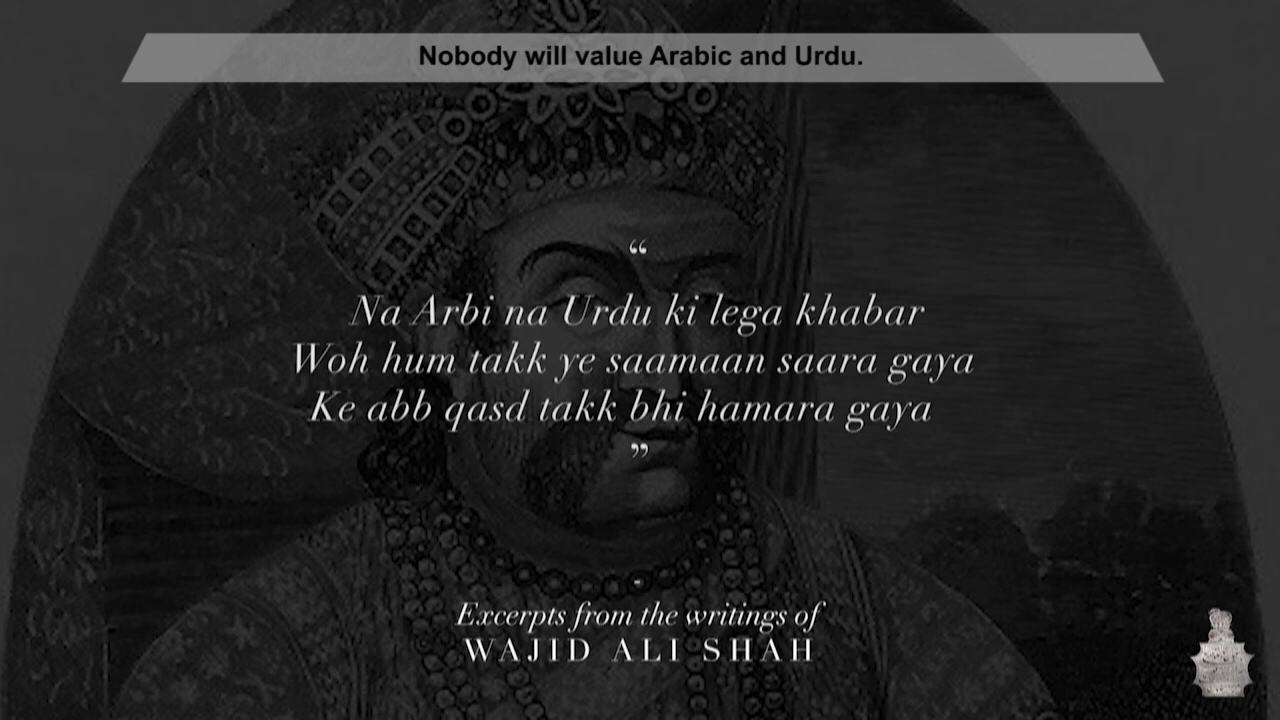 Nobody will value Arabic and Urdu.
“
Na Arbi na Urdu ki lega khabar
Woh hum takk ye saamaan saara gaya
Ke abb qasd takk bhi hamara gaya
”
Excerpts from the writings of
WAJID ALI SHAH